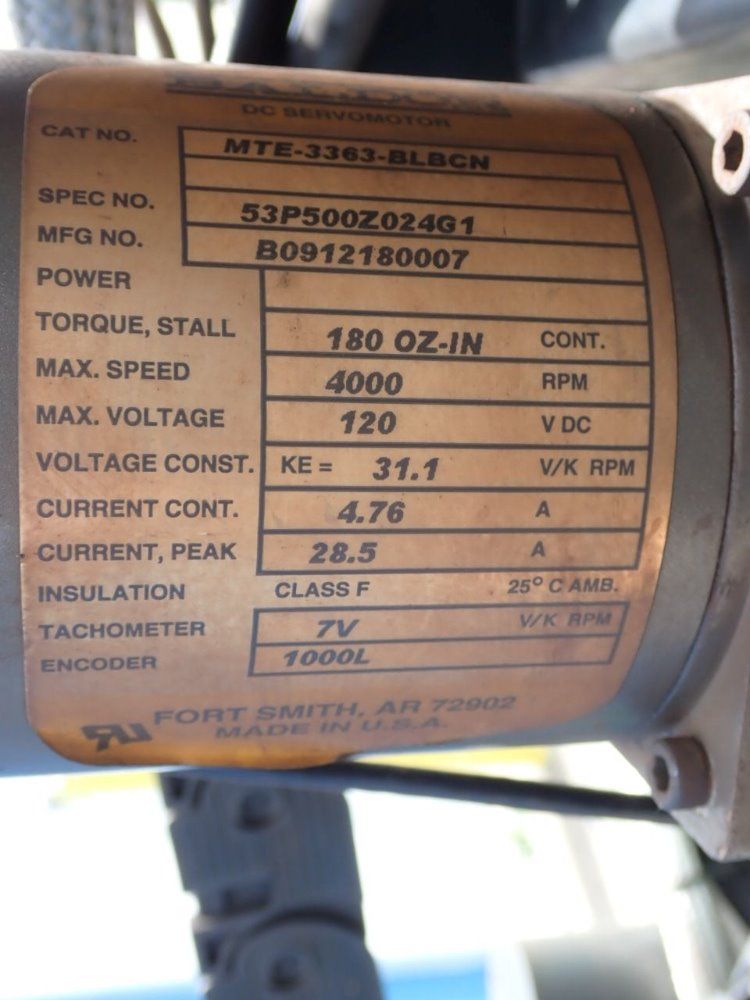 DC SERVOMOTOR
CAT NO. MTE-3363-BLBCN
SPEC NO. 53P500Z024G1
MFG NO. B0912180007
POWER
TORQUE, STALL 180 OZ-IN CONT.
MAX. SPEED 4000 RPM
MAX. VOLTAGE 120 V DC
VOLTAGE CONST. KE = 31.1 V/K RPM
CURRENT CONT. 4.76 A
CURRENT, PEAK 28.5 A
INSULATION CLASS F 25° C AMB.
TACHOMETER 7V V/K RPM
ENCODER 1000L
FORT SMITH, AR 72902
MADE IN U.S.A.